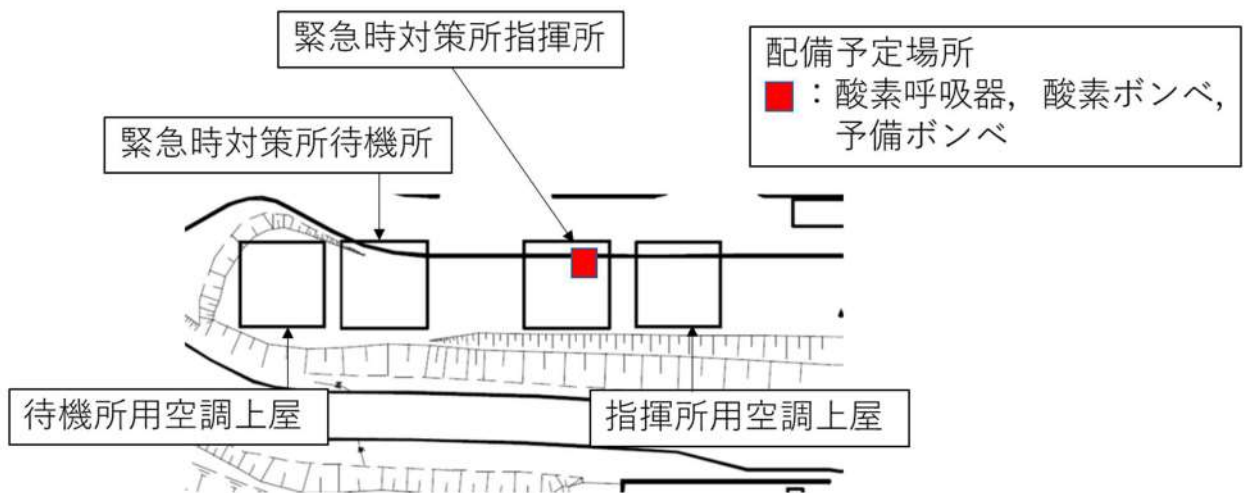 緊急時対策所指揮所
配備予定場所
：酸素呼吸器，酸素ボンベ，
予備ボンベ
緊急時対策所待機所
待機所用空調上屋
指揮所用空調上屋